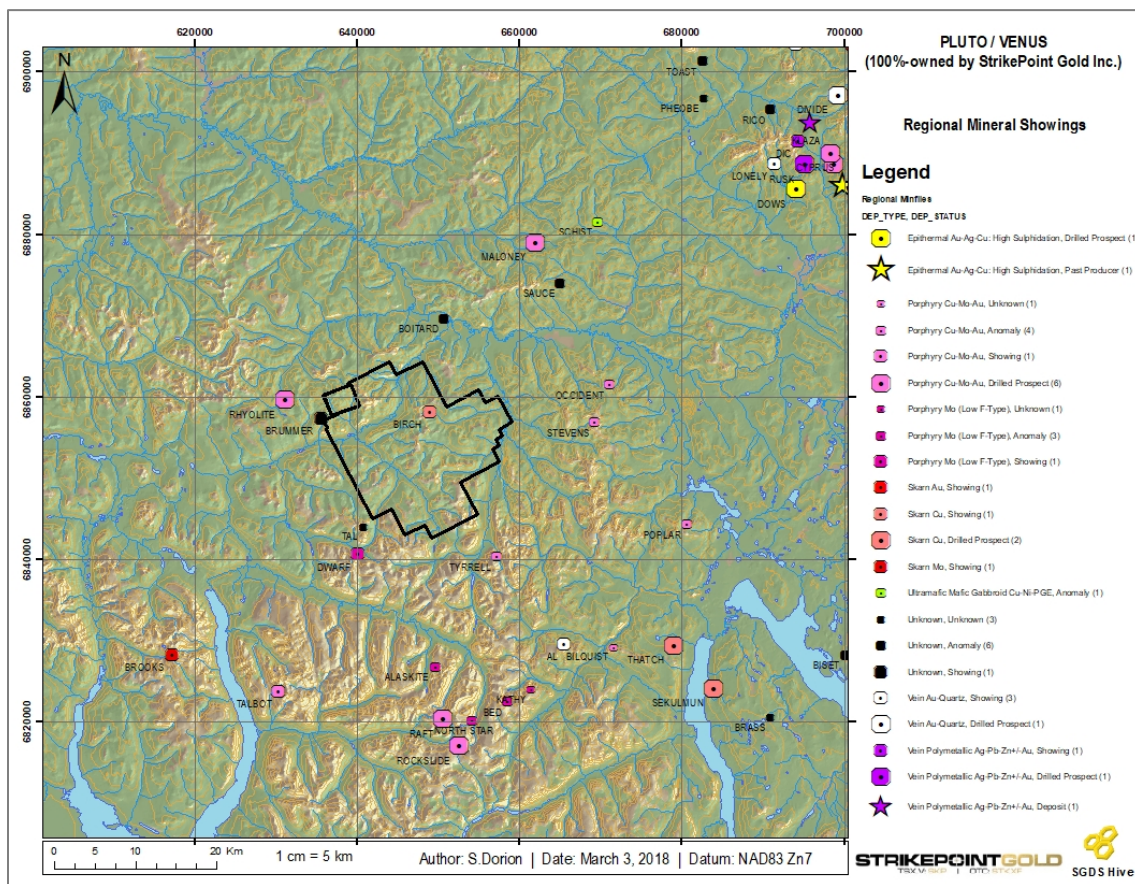 620000 640000 660000 680000 700000
PLUTO / VENUS
(100%-owned by StrikePoint Gold Inc.)
Regional Mineral Showings
Legend
Regional Minfiles
DEP_TYPE, DEP_STATUS
Epithermal Au-Ag-Cu: High Sulphidation, Drilled Prospect (1
Epithermal Au-Ag-Cu: High Sulphidation, Past Producer (1)
Porphyry Cu-Mo-Au, Unknown (1)
Porphyry Cu-Mo-Au, Anomaly (4)
Porphyry Cu-Mo-Au, Showing (1)
Porphyry Cu-Mo-Au, Drilled Prospect (6)
Porphyry Mo (Low F-Type), Unknown (1)
Porphyry Mo (Low F-Type), Anomaly (3)
Porphyry Mo (Low F-Type), Showing (1)
Skarn Au, Showing (1)
Skarn Cu, Showing (1)
Skarn Cu, Drilled Prospect (2)
Skarn Mo, Showing (1)
Ultramafic Mafic Gabbroid Cu-Ni-PGE, Anomaly (1)
Unknown, Unknown (3)
Unknown, Anomaly (6)
Unknown, Showing (1)
Vein Au-Quartz, Showing (3)
Vein Au-Quartz, Drilled Prospect (1)
Vein Polymetallic Ag-Pb-Zn+/-Au, Showing (1)
Vein Polymetallic Ag-Pb-Zn+/-Au, Drilled Prospect (1)
Vein Polymetallic Ag-Pb-Zn+/-Au, Deposit (1)
N
6900000
6880000
6860000
6840000
6820000
6900000
6880000
6860000
6840000
6820000
TOAST
PHEOBE
DIVIDE
RICO
LAZA
DIC
CYPRUS
LONELY
RUSK
DOWS
SCHIST
MALONEY
SAUCE
BOITARD
OCCIDENT
RHYOLITE
BIRCH
BRUMMER
STEVENS
TAL
POPLAR
DWARF
TYRRELL
AL
BILQUIST
THATCH
BISET
BROOKS
ALASKITE
TALBOT
KATHY
SEKULMUN
BED
BRASS
RAFT
NORTH STAR
ROCKSLIDE
0 5 10 20 Km
1 cm = 5 km
Author: S.Dorion | Date: March 3, 2018 | Datum: NAD83 Zn7
STRIKEPOINTGOLD
SGDS Hive